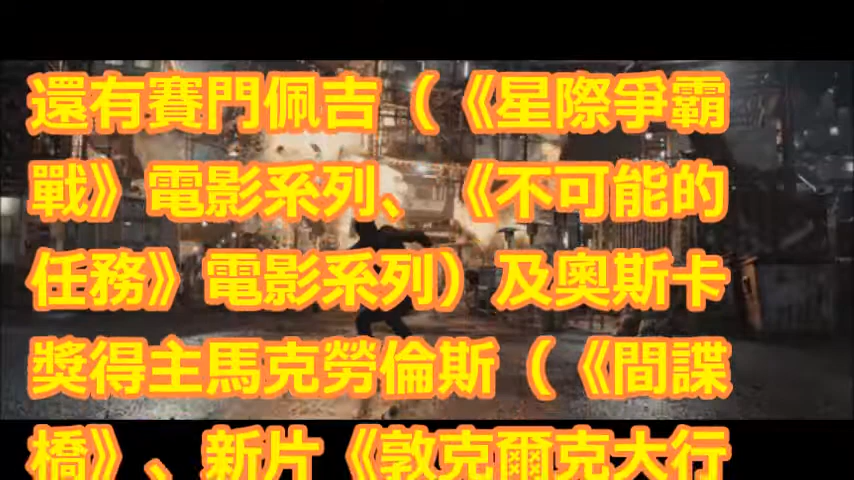 還有賽門佩吉（《星際爭霸
戰》電影系列、《不可能的
任務》電影系列）及奧斯卡
獎得主馬克勞倫斯（《間諜
橋》、新片《敦克爾克大行